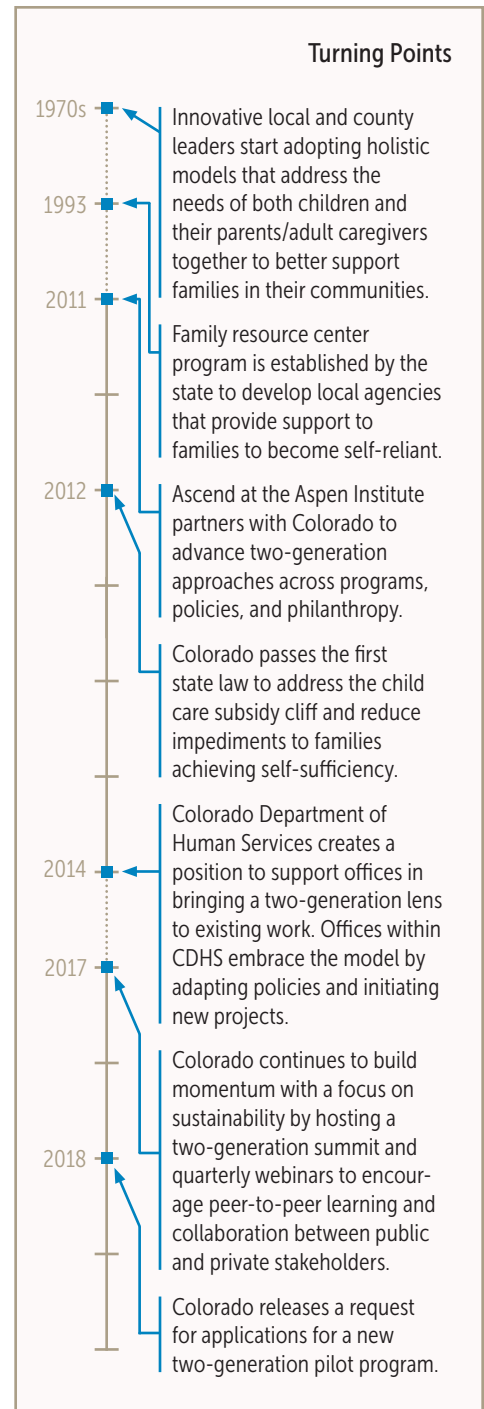 Turning Points
1970s
Innovative local and county
leaders start adopting holistic
models that address the
needs of both children and
their parents/adult caregivers
together to better support
families in their communities.
1993
Family resource center
program is established by the
state to develop local agencies
that provide support to
families to become self-reliant.
2011
Ascend at the Aspen Institute
partners with Colorado to
advance two-generation
approaches across programs,
policies, and philanthropy.
2012
Colorado passes the first
state law to address the child
care subsidy cliff and reduce
impediments to families
achieving self-sufficiency.
2014
Colorado Department of
Human Services creates a
position to support offices in
bringing a two-generation lens
to existing work. Offices within
CDHS embrace the model by
adapting policies and initiating
new projects.
2017
Colorado continues to build
momentum with a focus on
sustainability by hosting a
two-generation summit and
quarterly webinars to encour-
age peer-to-peer learning and
collaboration between public
and private stakeholders.
2018
Colorado releases a request
for applications for a new
two-generation pilot program.